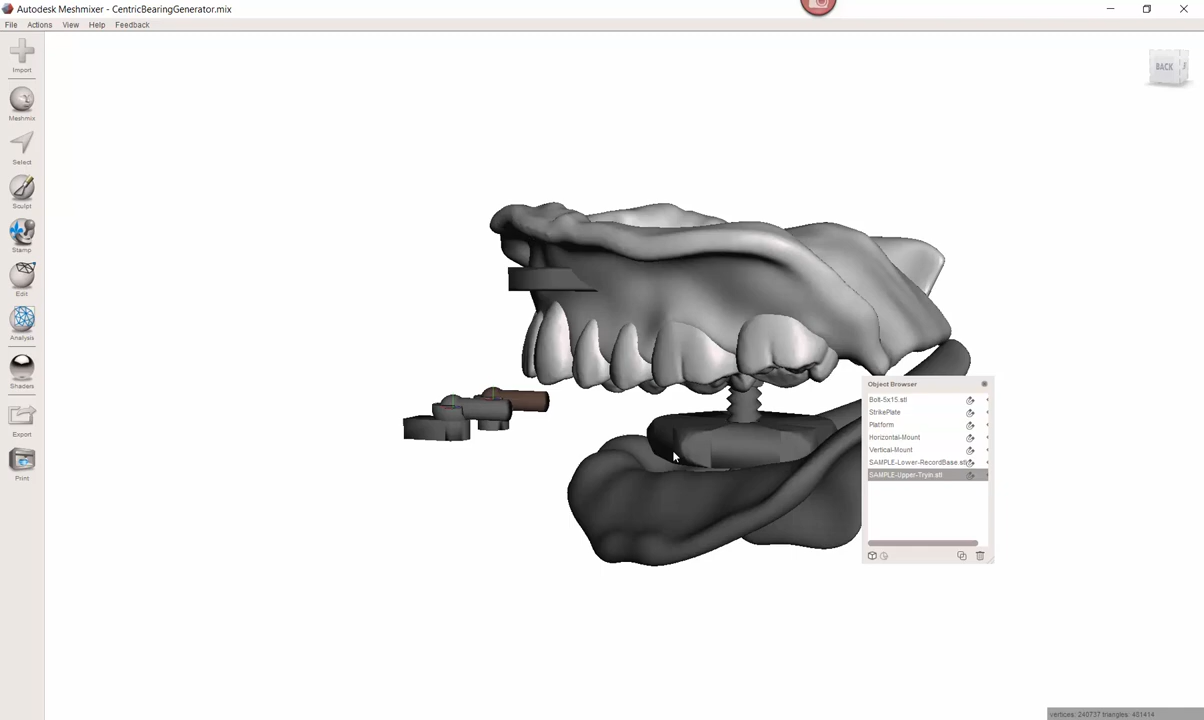 Autodesk Meshmixer - CentricBearingGenerator.mix
File Actions View Help Feedback
Import
Meshmix
Select
Sculpt
Stamp
Edit
Analysis
Shaders
Export
Print
BACK
Object Browser
Bolt-5x15.stl
StrikePlate
Platform
Horizontal-Mount
Vertical-Mount
SAMPLE-Lower-RecordBase.stl
SAMPLE-Upper-Tryin.stl
vertices: 240737 triangles: 481414